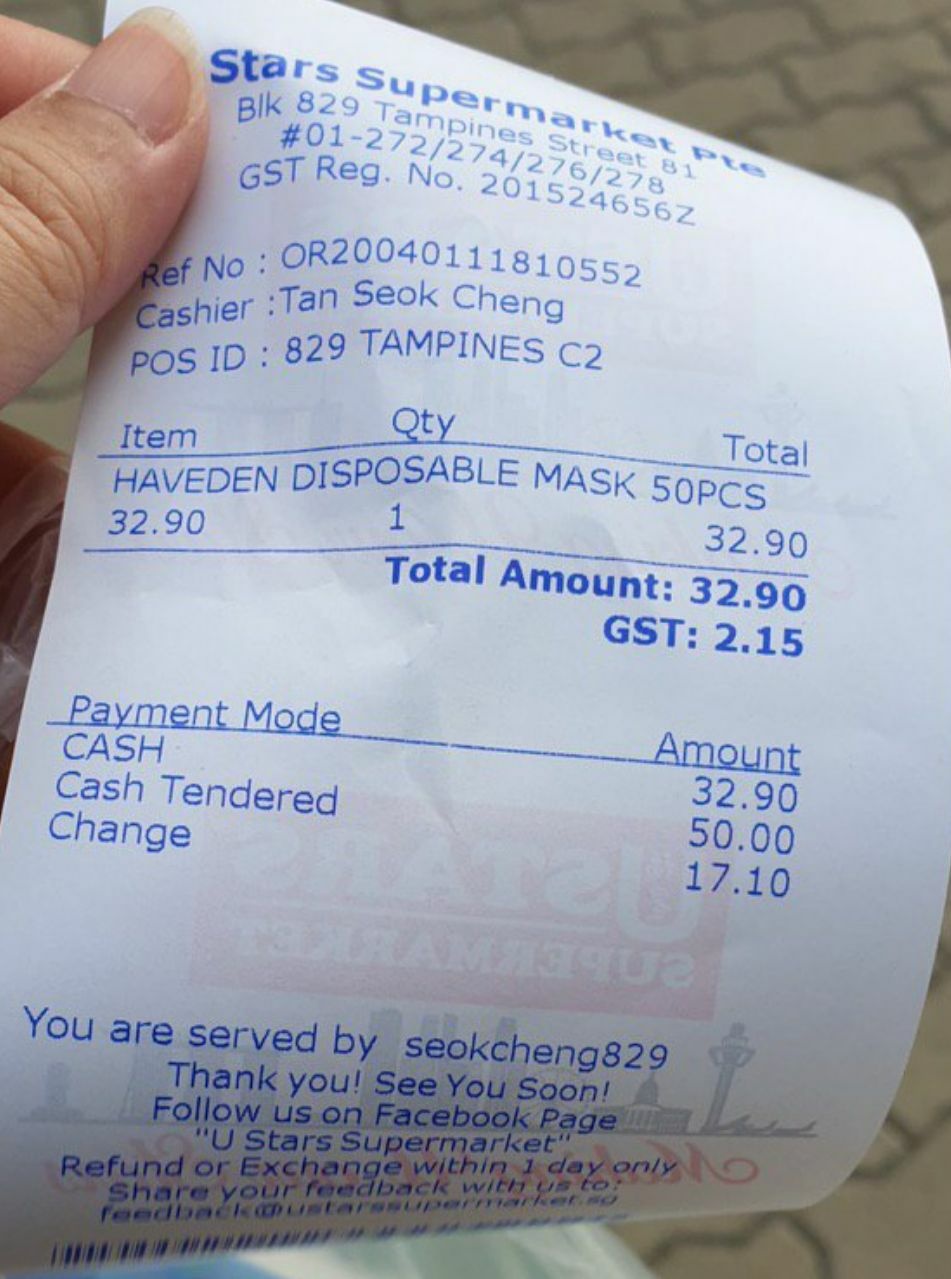 Stars Supermarket Pte
Blk 829 Tampines Street 81
#01-272/274/276/278
GST Reg. No. 201524656Z
Ref No : OR20040111810552
Cashier :Tan Seok Cheng
POS ID : 829 TAMPINES C2
Item Qty Total
HAVEDEN DISPOSABLE MASK 50PCS
32.90 1 32.90
Total Amount: 32.90
GST: 2.15
Payment Mode Amount
CASH 32.90
Cash Tendered 50.00
Change 17.10
USTARS
SUPERMARKET
You are served by seokcheng829
Thank you! See You Soon!
Follow us on Facebook Page
"U Stars Supermarket"
Refund or Exchange within 1 day only
Share your feedback with us to:
feedback@ustarssupermarket.sg